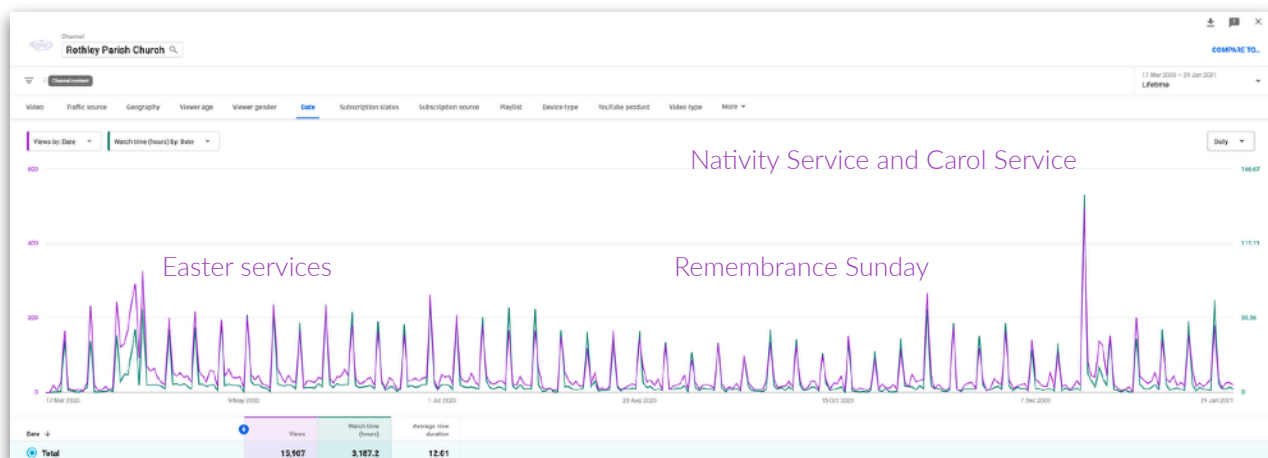 Channel
Rothley Parish Church
COMPARE TO...
Channel content
17 Mar 2020 – 29 Jan 2021
Lifetime
Video Traffic source Geography Viewer age Viewer gender Date Subscription status Subscription source Playlist Device type YouTube product Video type More
Views by: Date Watch time (hours) by: Date Daily
Nativity Service and Carol Service
600 166.67
400 111.11
Easter services Remembrance Sunday
200 55.56
0 0
17 Mar 2020 9 May 2020 1 Jul 2020 23 Aug 2020 15 Oct 2020 7 Dec 2020 29 Jan 2021
Date Views Watch time (hours) Average view duration
Total 15,907 3,187.2 12:01